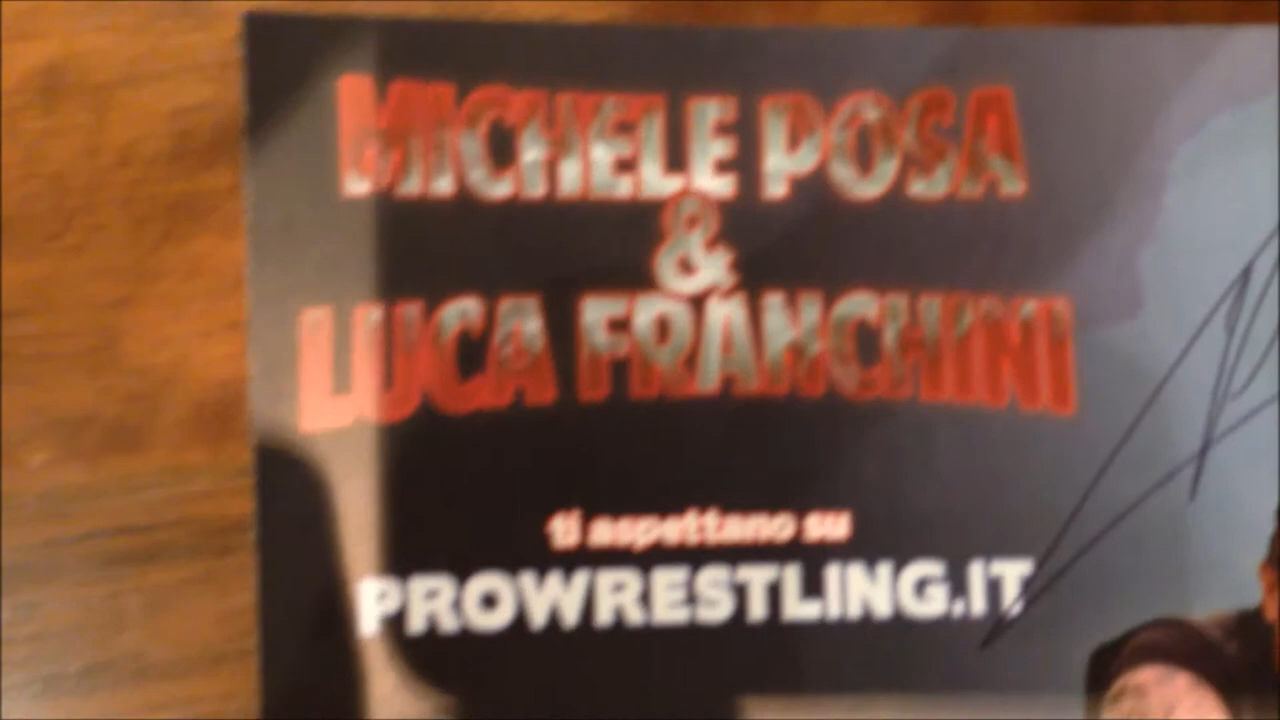 MICHELE POSA
&
LUCA FRANCHINI
ti aspettano su
PROWRESTLING.IT